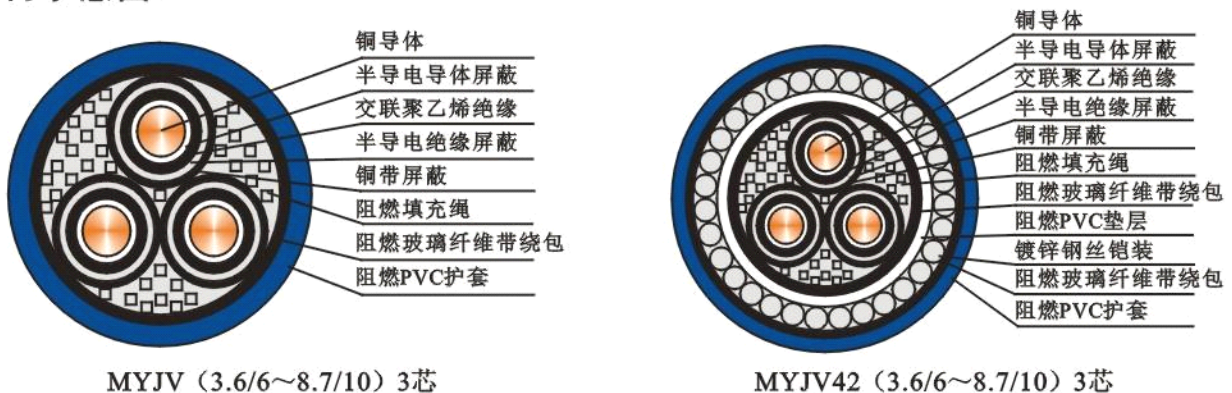 铜导体
半导电导体屏蔽
交联聚乙烯绝缘
半导电绝缘屏蔽
铜带屏蔽
阻燃填充绳
阻燃玻璃纤维带绕包
阻燃PVC护套
MYJV（3.6/6～8.7/10）3芯
铜导体
半导电导体屏蔽
交联聚乙烯绝缘
半导电绝缘屏蔽
铜带屏蔽
阻燃填充绳
阻燃玻璃纤维带绕包
阻燃PVC垫层
镀锌钢丝铠装
阻燃玻璃纤维带绕包
阻燃PVC护套
MYJV42（3.6/6～8.7/10）3芯